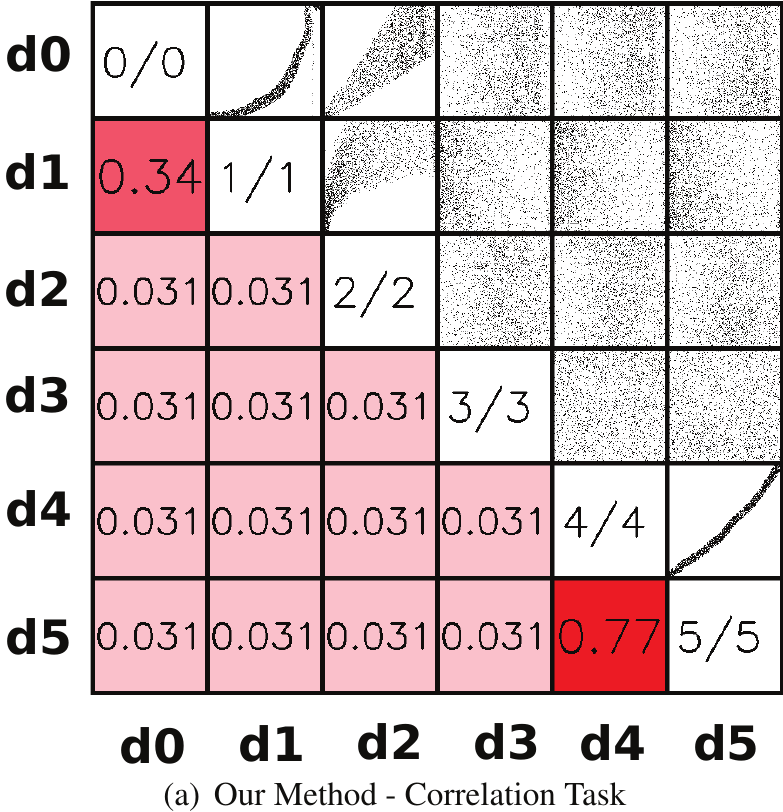 d0 0/0
d1 0.34 1/1
d2 0.031 0.031 2/2
d3 0.031 0.031 0.031 3/3
d4 0.031 0.031 0.031 0.031 4/4
d5 0.031 0.031 0.031 0.031 0.77 5/5
d0 d1 d2 d3 d4 d5
(a) Our Method - Correlation Task